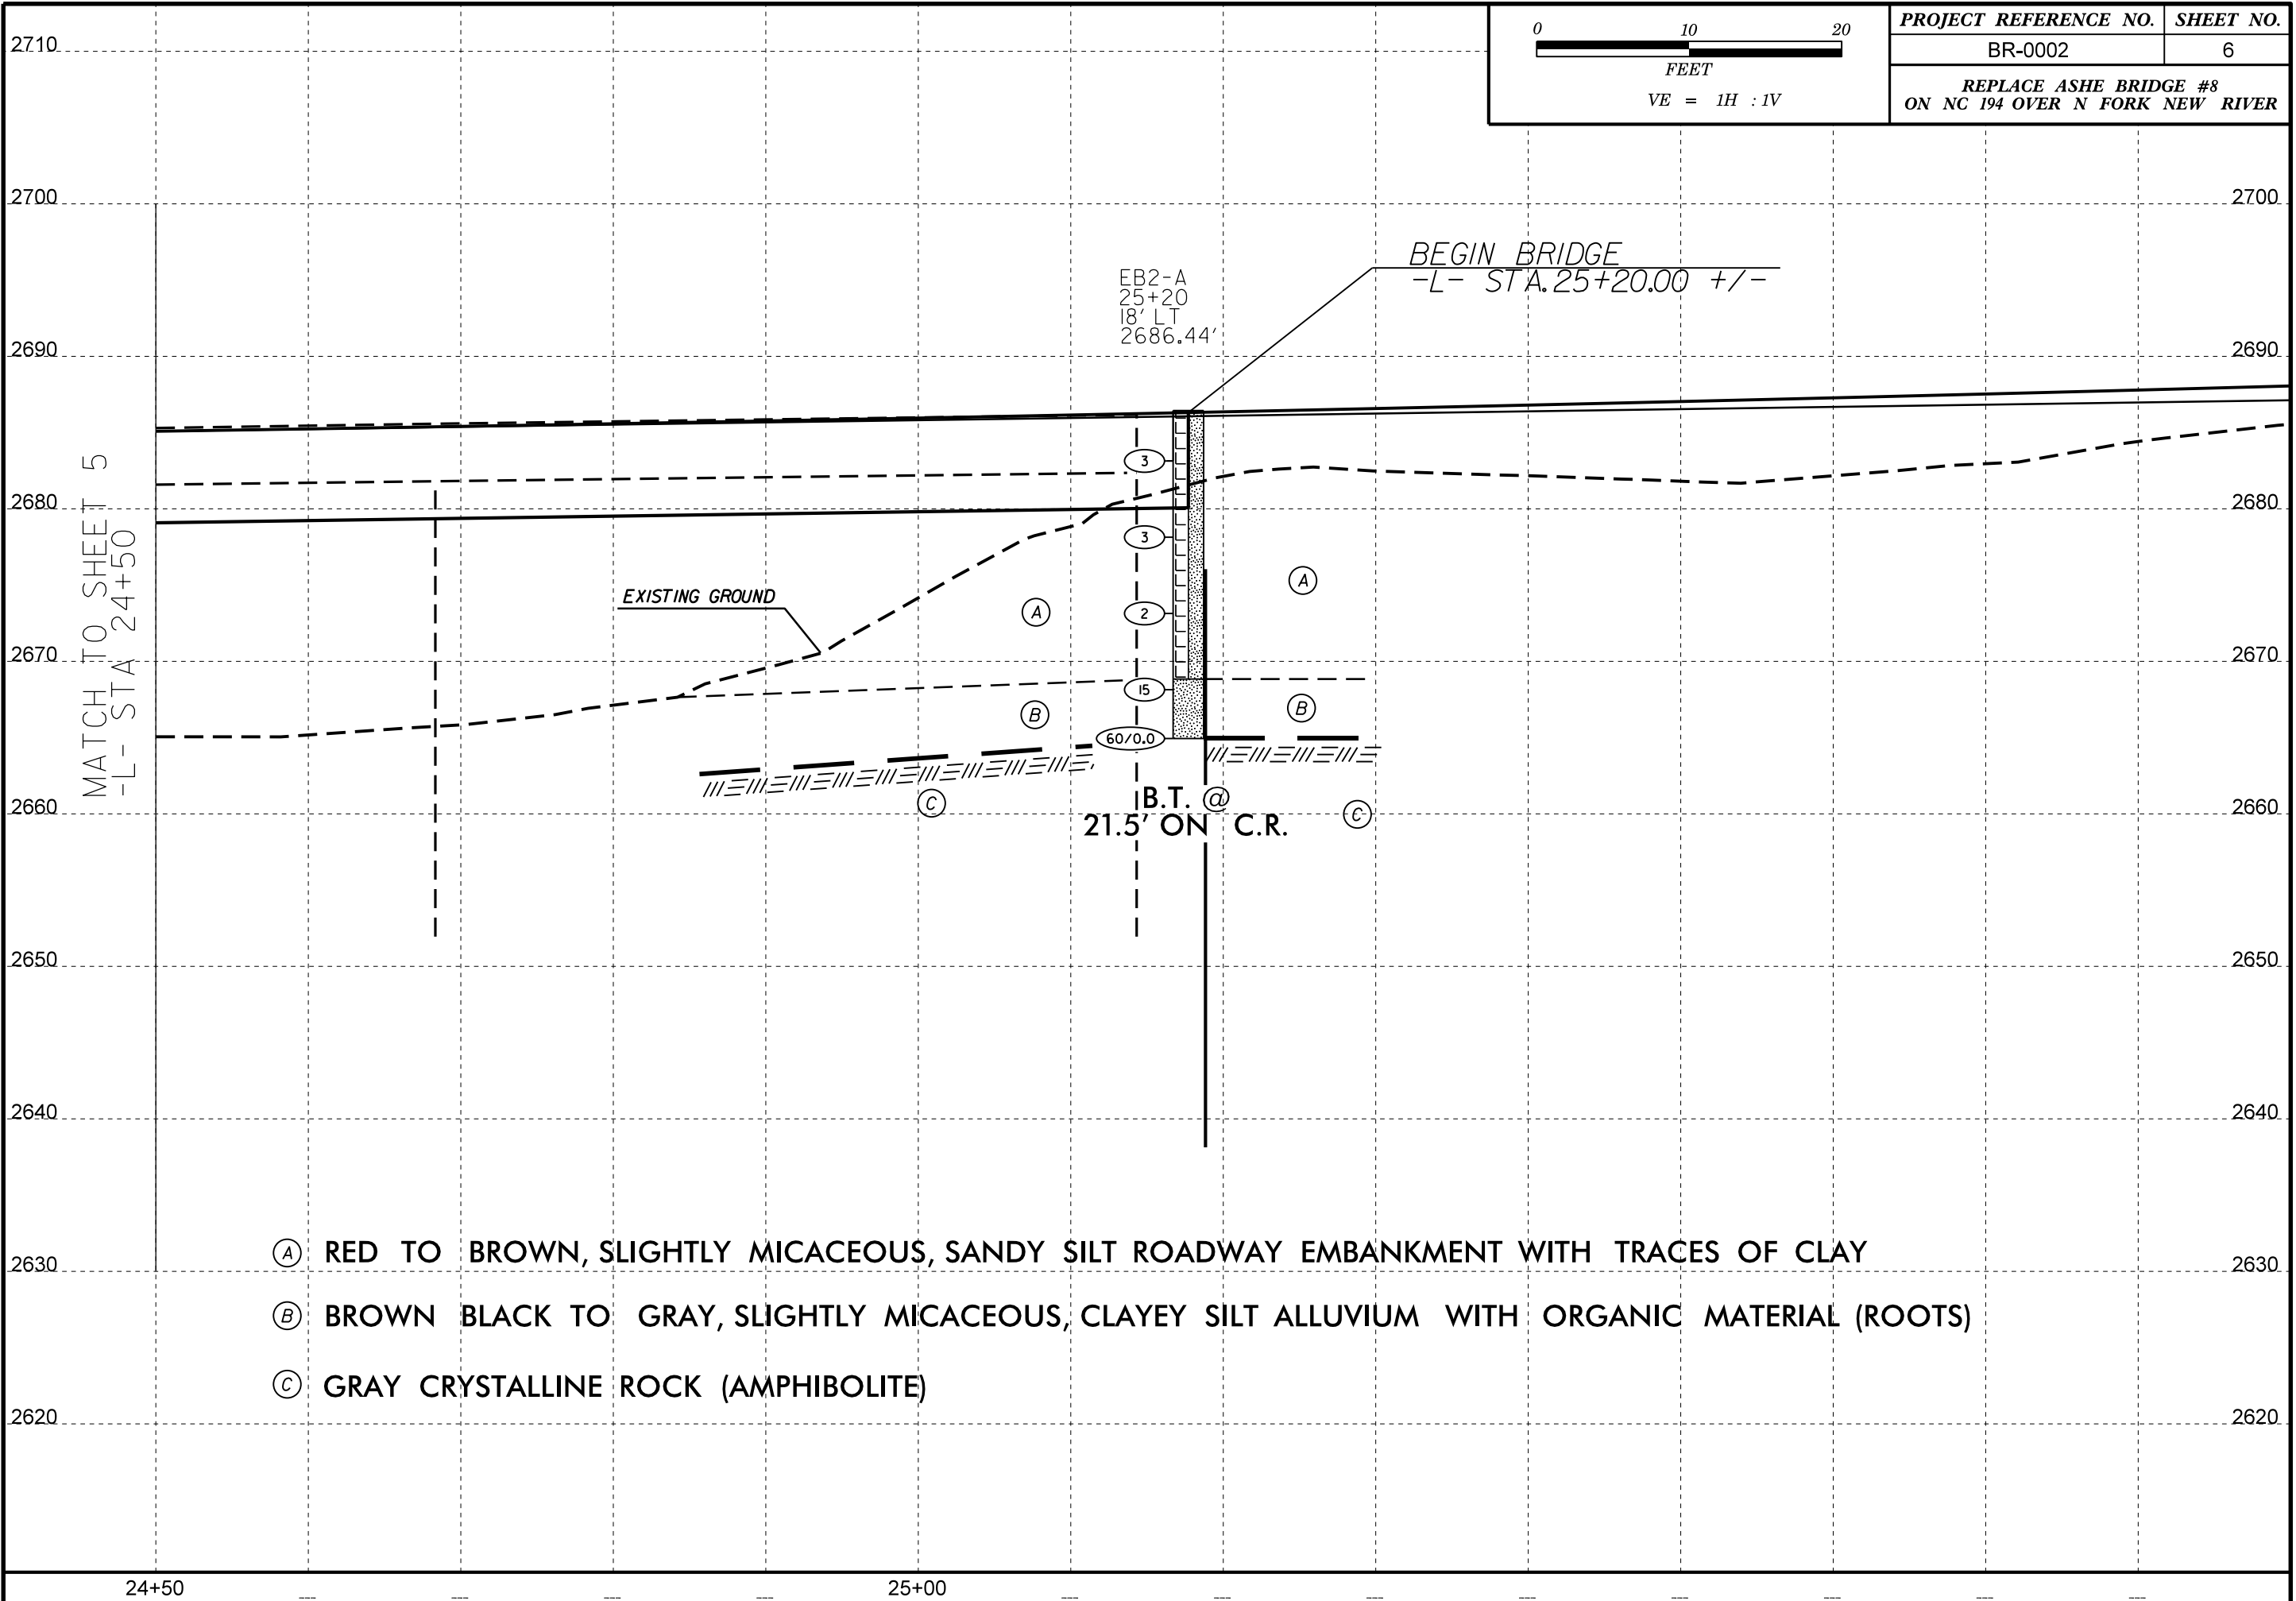 0 10 20
FEET
VE = 1H : 1V
PROJECT REFERENCE NO. SHEET NO.
BR-0002 6
REPLACE ASHE BRIDGE #8
ON NC 194 OVER N FORK NEW RIVER
2710
2700 2700
BEGIN BRIDGE
-L- STA. 25+20.00 +/-
EB2-A
25+20
18' LT
2686.44'
2690 2690
MATCH TO SHEET 5
-L- STA 24+50
3
2680 2680
3
EXISTING GROUND
A
A
2
2670 2670
15
B
B
60/0.0
C
B.T. @
21.5' ON C.R.
C
2660 2660
2650 2650
2640 2640
A RED TO BROWN, SLIGHTLY MICACEOUS, SANDY SILT ROADWAY EMBANKMENT WITH TRACES OF CLAY
2630 2630
B BROWN BLACK TO GRAY, SLIGHTLY MICACEOUS, CLAYEY SILT ALLUVIUM WITH ORGANIC MATERIAL (ROOTS)
C GRAY CRYSTALLINE ROCK (AMPHIBOLITE)
2620 2620
24+50 25+00